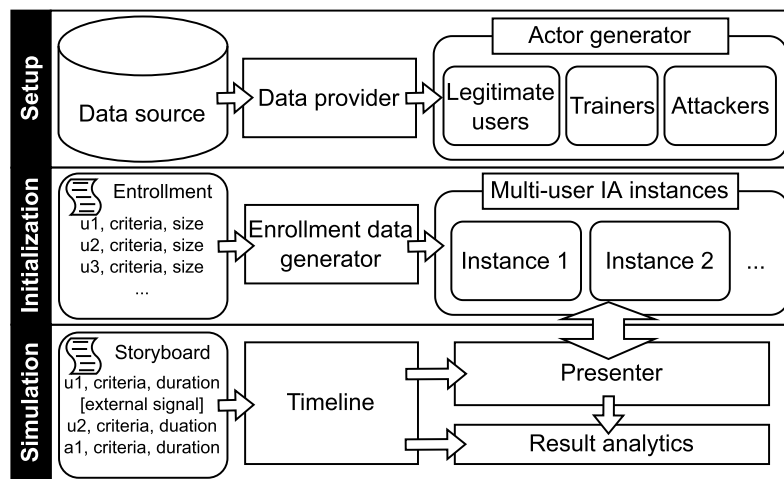 Setup
Data source
Data provider
Actor generator
Legitimate
users
Trainers
Attackers
Initialization
Entrollment
u1, criteria, size
u2, criteria, size
u3, criteria, size
...
Enrollment data
generator
Multi-user IA instances
Instance 1
Instance 2
...
Simulation
Storyboard
u1, criteria, duration
[external signal]
u2, criteria, duation
a1, criteria, duration
Timeline
Presenter
Result analytics